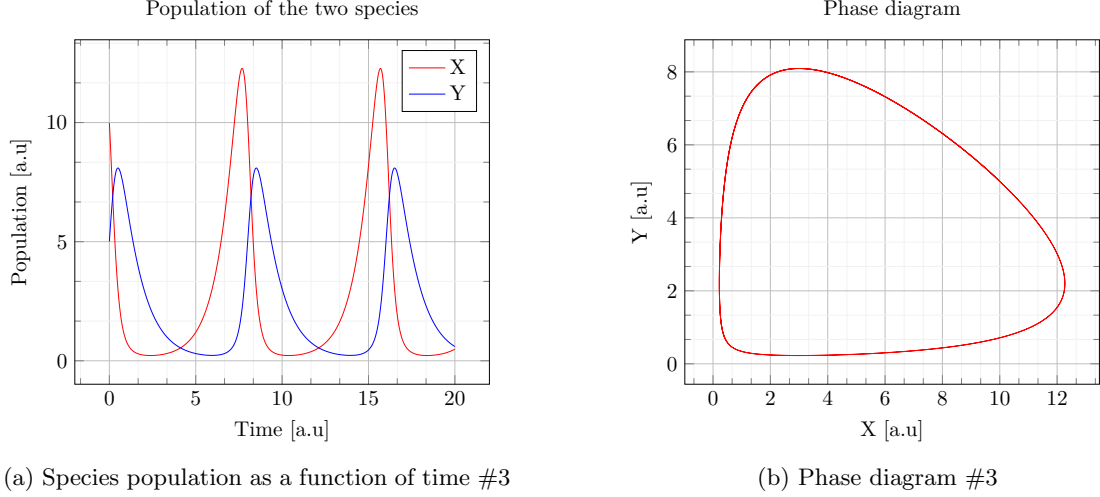 Population of the two species
X
Y
10
5
0
Population [a.u]
0
5
10
15
20
Time [a.u]
(a) Species population as a function of time #3
Phase diagram
8
6
4
2
0
Y [a.u]
0
2
4
6
8
10
12
X [a.u]
(b) Phase diagram #3